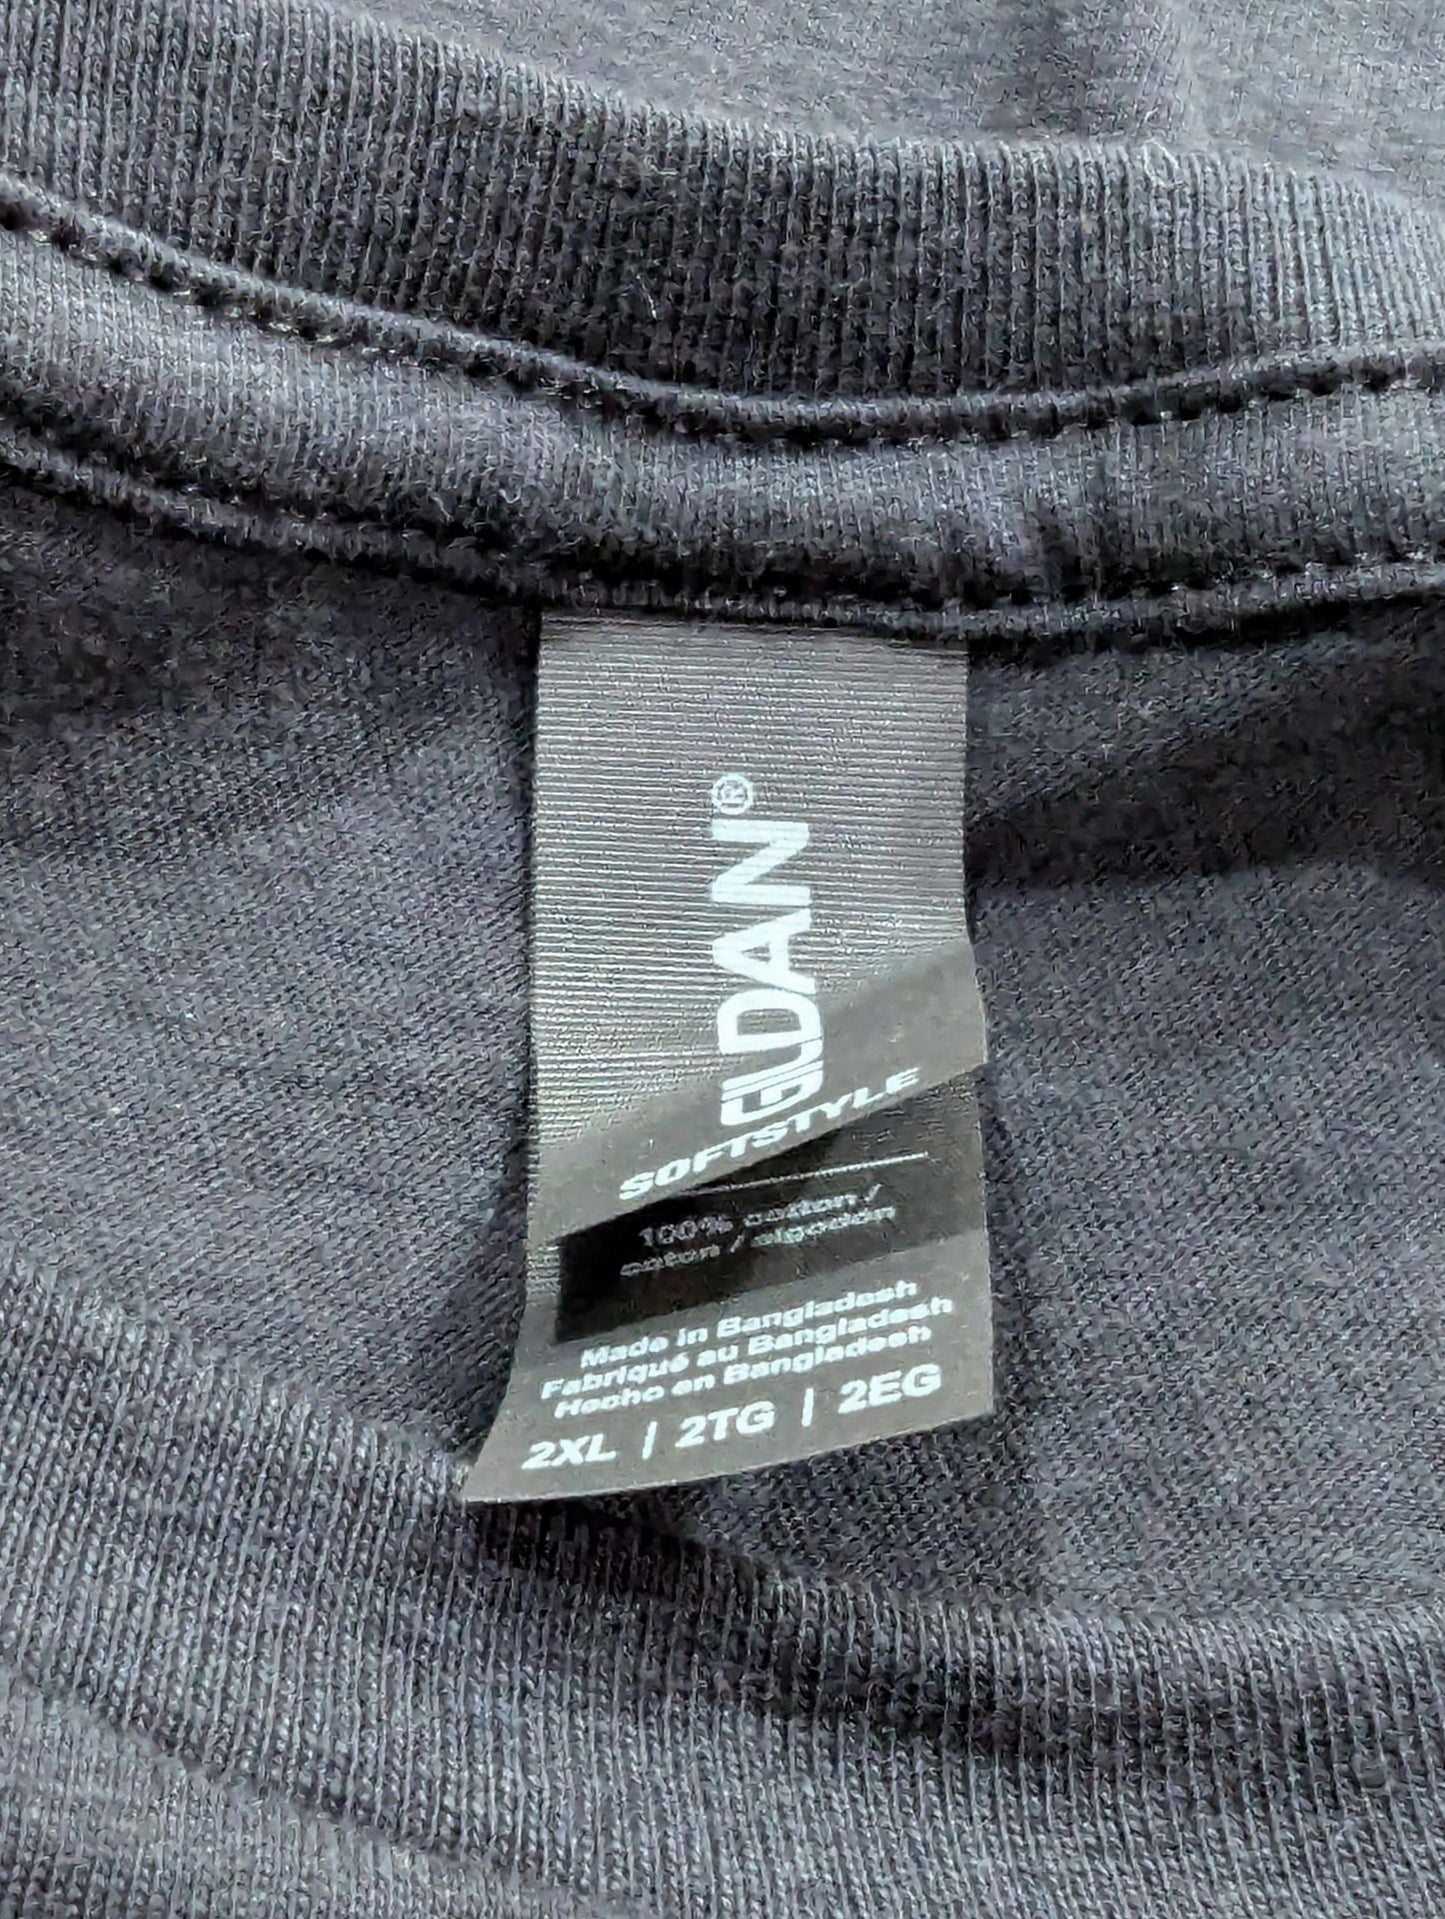 GILDAN®
SOFTSTYLE
100% cotton /
coton / algodón
Made in Bangladesh
Fabriqué au Bangladesh
Hecho en Bangladesh
2XL | 2TG | 2EG